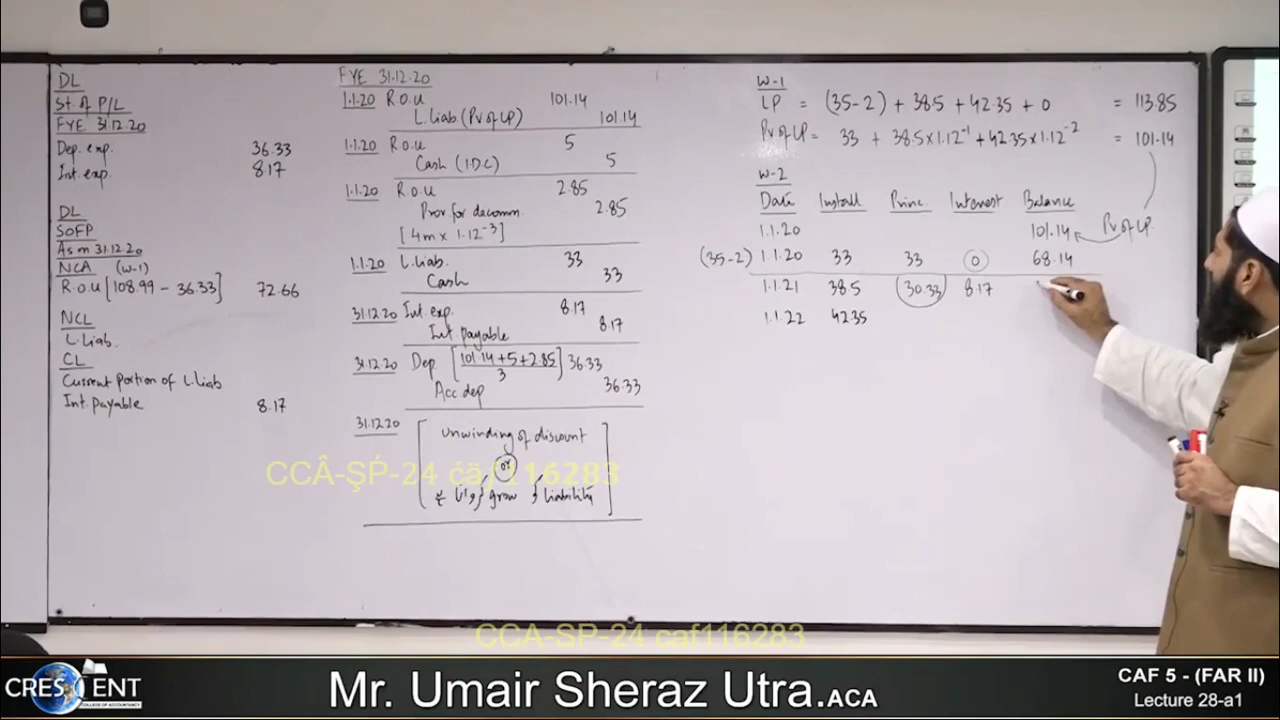 DL
St. of P/L
FYE 31.12.20
Dep. exp. 36.33
Int. exp. 8.17
DL
SOFP
As on 31.12.20
NCA (W-1)
R.O.U [108.99 - 36.33] 72.66
NCL
L. Liab.
CL
Current portion of L. liab
Int. Payable 8.17
FYE 31.12.20
1.1.20 R.O.U 101.14
L. liab. (PV of LP) 101.14
1.1.20 R.O.U 5
Cash (I.D.C) 5
1.1.20 R.O.U 2.85
Prov for decomm. 2.85
[4m x 1.12⁻³]
1.1.20 L. liab. 33
Cash 33
31.12.20 Int. exp. 8.17
Int. payable 8.17
31.12.20 Dep [101.14 + 5 + 2.85 / 3] 36.33
Acc dep 36.33
31.12.20
unwinding of discount
or
grow liability
W-1
LP = (35-2) + 38.5 + 42.35 + 0 = 113.85
PV of LP = 33 + 38.5 x 1.12⁻¹ + 42.35 x 1.12⁻² = 101.14
W-2
Date Install Princ. Interest Balance
1.1.20 101.14 PV of LP
(35-2) 1.1.20 33 33 0 68.14
1.1.21 38.5 30.33 8.17
1.1.22 42.35
CCÂ-ŞṔ-24 ċä/116283
CCA-SP-24 caf116283
CRESCENT
COLLEGE OF ACCOUNTANCY
Mr. Umair Sheraz Utra.ACA
CAF 5 - (FAR II)
Lecture 28-a1